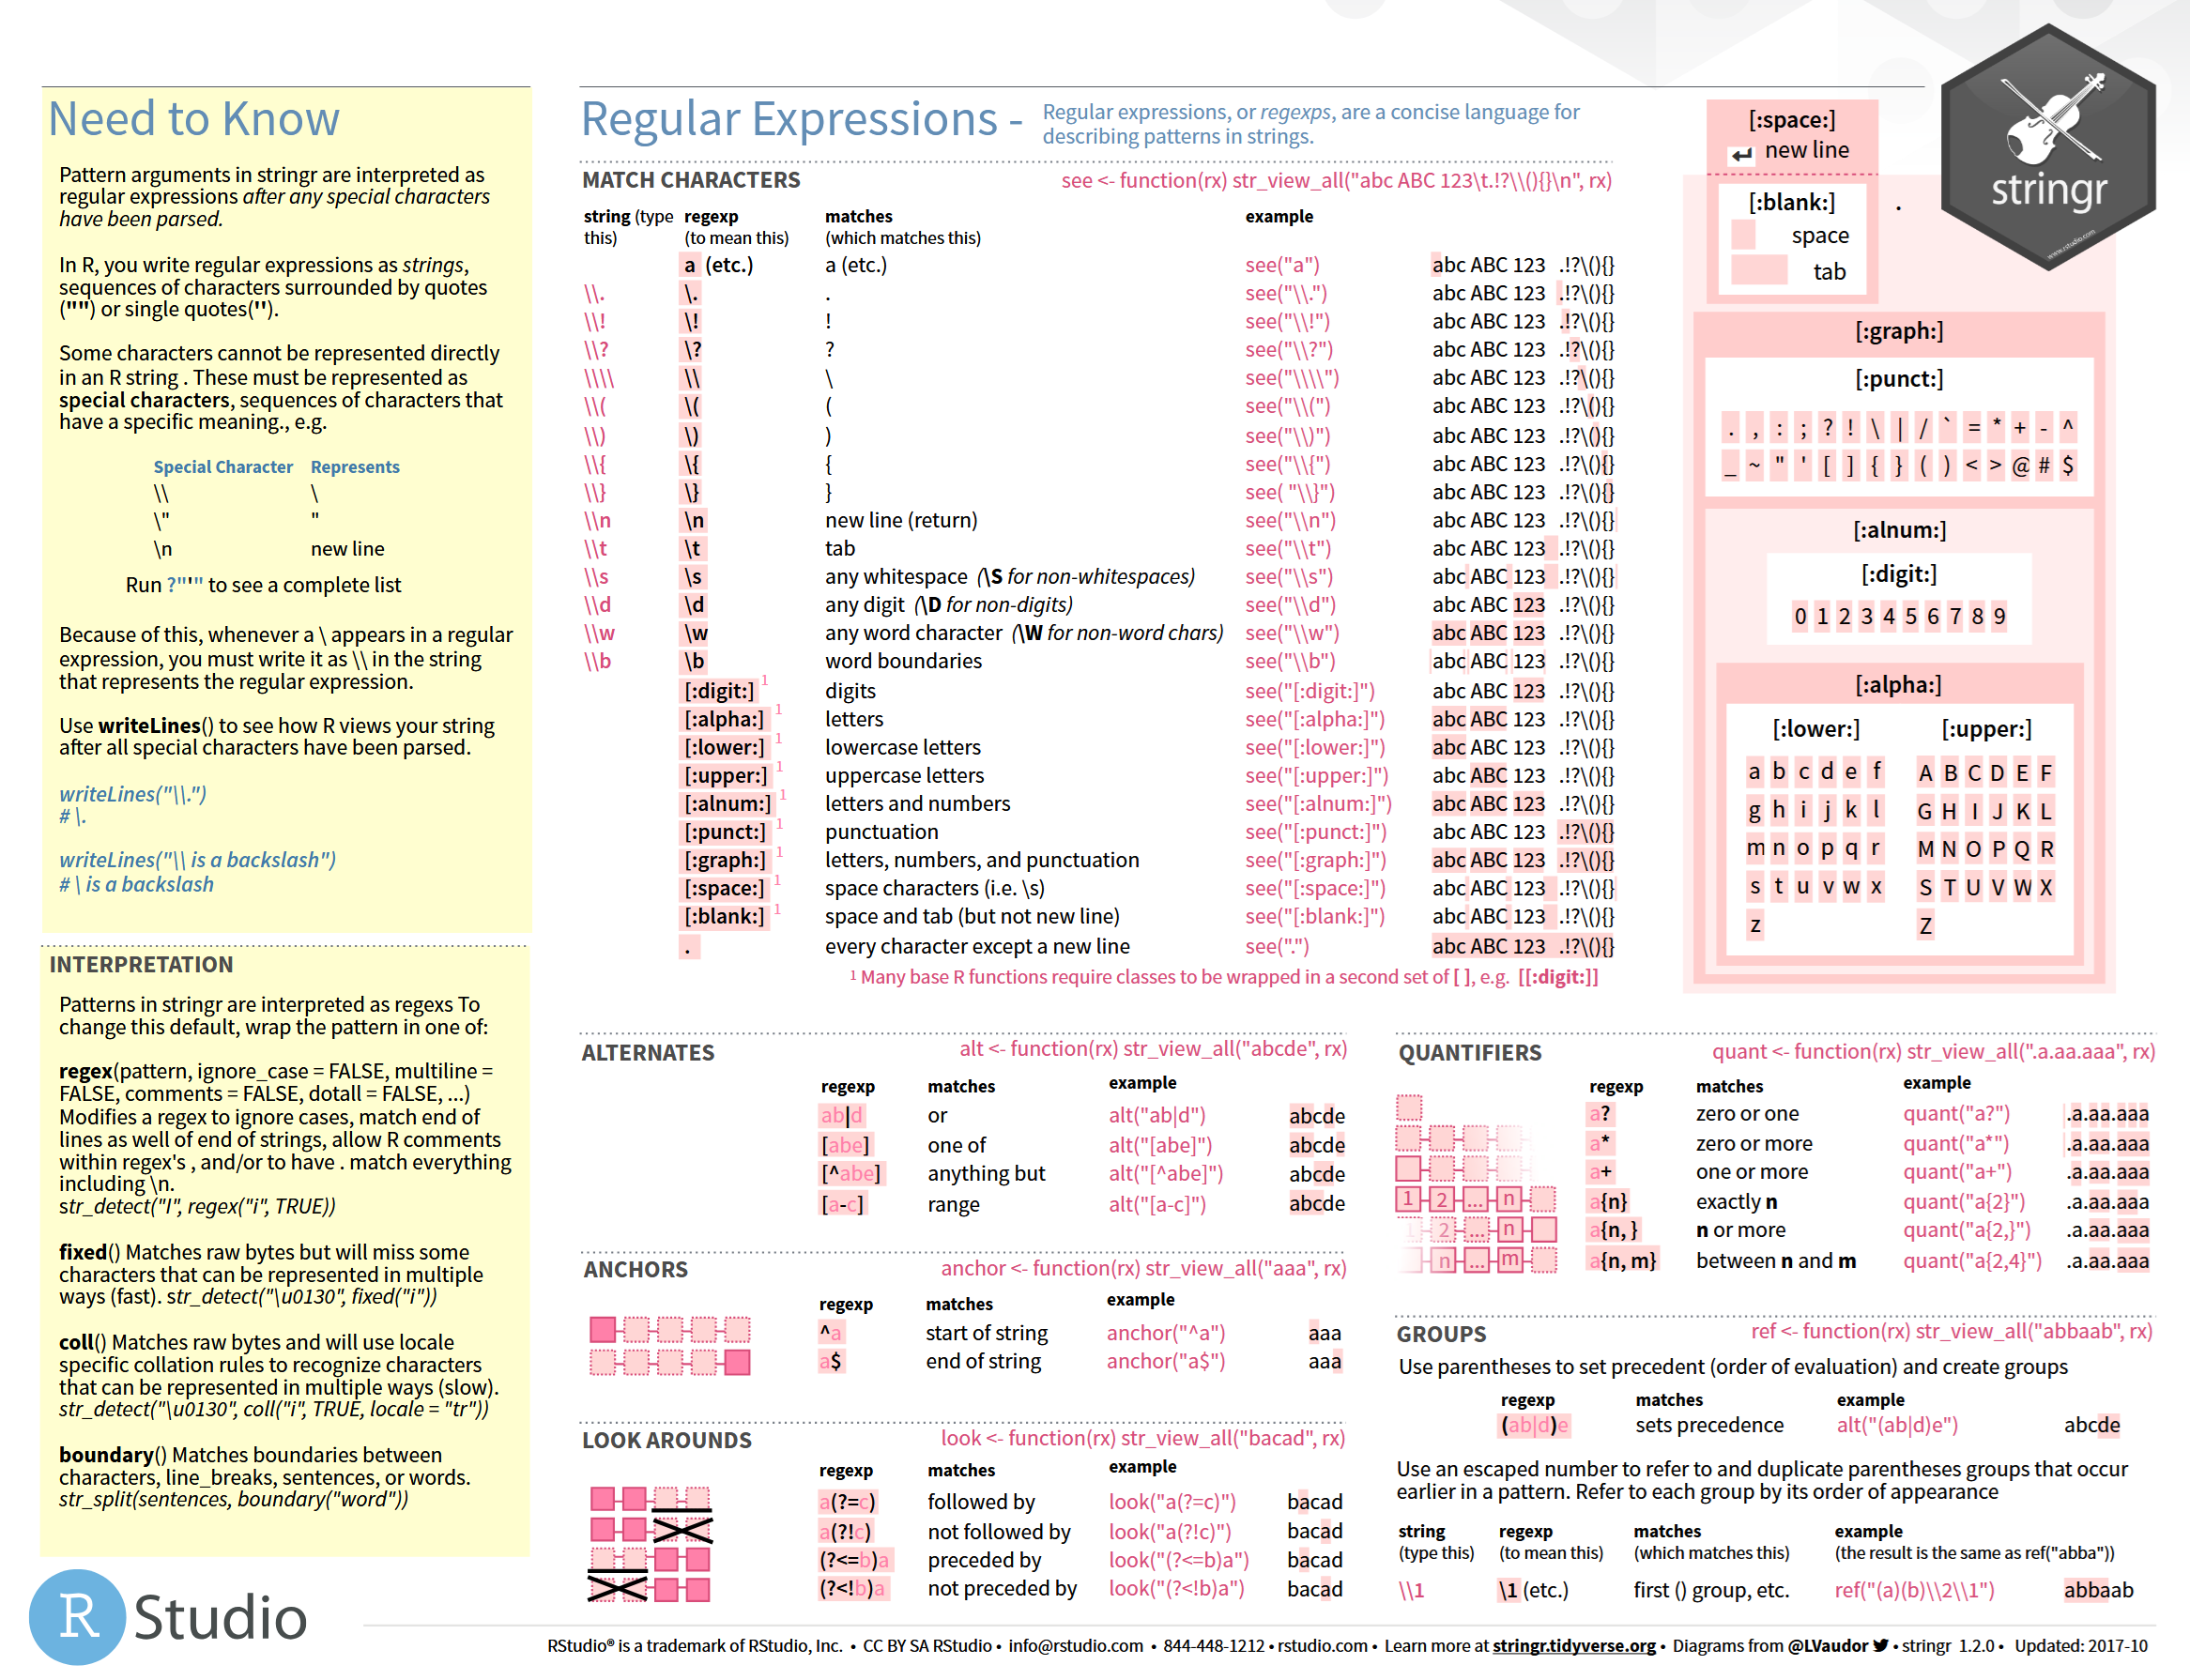 Need to Know
Pattern arguments in stringr are interpreted as
regular expressions after any special characters
have been parsed.
In R, you write regular expressions as strings,
sequences of characters surrounded by quotes
("") or single quotes('').
Some characters cannot be represented directly
in an R string . These must be represented as
special characters, sequences of characters that
have a specific meaning., e.g.
Special Character Represents
\\ \
\" "
\n new line
Run ?"'" to see a complete list
Because of this, whenever a \ appears in a regular
expression, you must write it as \\ in the string
that represents the regular expression.
Use writeLines() to see how R views your string
after all special characters have been parsed.
writeLines("\\.")
# \.
writeLines("\\ is a backslash")
# \ is a backslash
INTERPRETATION
Patterns in stringr are interpreted as regexs To
change this default, wrap the pattern in one of:
regex(pattern, ignore_case = FALSE, multiline =
FALSE, comments = FALSE, dotall = FALSE, ...)
Modifies a regex to ignore cases, match end of
lines as well of end of strings, allow R comments
within regex's , and/or to have . match everything
including \n.
str_detect("I", regex("i", TRUE))
fixed() Matches raw bytes but will miss some
characters that can be represented in multiple
ways (fast). str_detect("\u0130", fixed("i"))
coll() Matches raw bytes and will use locale
specific collation rules to recognize characters
that can be represented in multiple ways (slow).
str_detect("\u0130", coll("i", TRUE, locale = "tr"))
boundary() Matches boundaries between
characters, line_breaks, sentences, or words.
str_split(sentences, boundary("word"))
R Studio
Regular Expressions -
Regular expressions, or regexps, are a concise language for
describing patterns in strings.
MATCH CHARACTERS see <- function(rx) str_view_all("abc ABC 123\t.!?\\(){}\n", rx)
string (type regexp matches example
this) (to mean this) (which matches this)
a (etc.) a (etc.) see("a") abc ABC 123 .!?\(){}
\\. \. . see("\\.") abc ABC 123 .!?\(){}
\\! \! ! see("\\!") abc ABC 123 .!?\(){}
\\? \? ? see("\\?") abc ABC 123 .!?\(){}
\\\\ \\ \ see("\\\\") abc ABC 123 .!?\(){}
\\( \( ( see("\\(") abc ABC 123 .!?\(){}
\\) \) ) see("\\)") abc ABC 123 .!?\(){}
\\{ \{ { see("\\{") abc ABC 123 .!?\(){}
\\} \} } see( "\\}") abc ABC 123 .!?\(){}
\\n \n new line (return) see("\\n") abc ABC 123 .!?\(){}
\\t \t tab see("\\t") abc ABC 123 .!?\(){}
\\s \s any whitespace (\S for non-whitespaces) see("\\s") abc ABC 123 .!?\(){}
\\d \d any digit (\D for non-digits) see("\\d") abc ABC 123 .!?\(){}
\\w \w any word character (\W for non-word chars) see("\\w") abc ABC 123 .!?\(){}
\\b \b word boundaries see("\\b") abc ABC 123 .!?\(){}
[:digit:] 1 digits see("[:digit:]") abc ABC 123 .!?\(){}
[:alpha:] 1 letters see("[:alpha:]") abc ABC 123 .!?\(){}
[:lower:] 1 lowercase letters see("[:lower:]") abc ABC 123 .!?\(){}
[:upper:] 1 uppercase letters see("[:upper:]") abc ABC 123 .!?\(){}
[:alnum:] 1 letters and numbers see("[:alnum:]") abc ABC 123 .!?\(){}
[:punct:] 1 punctuation see("[:punct:]") abc ABC 123 .!?\(){}
[:graph:] 1 letters, numbers, and punctuation see("[:graph:]") abc ABC 123 .!?\(){}
[:space:] 1 space characters (i.e. \s) see("[:space:]") abc ABC 123 .!?\(){}
[:blank:] 1 space and tab (but not new line) see("[:blank:]") abc ABC 123 .!?\(){}
. every character except a new line see(".") abc ABC 123 .!?\(){}
1 Many base R functions require classes to be wrapped in a second set of [ ], e.g. [[:digit:]]
[:space:]
new line
[:blank:] .
space
tab
stringr
www.rstudio.com
[:graph:]
[:punct:]
. , : ; ? ! \ | / ` = * + - ^
_ ~ " ' [ ] { } ( ) < > @ # $
[:alnum:]
[:digit:]
0 1 2 3 4 5 6 7 8 9
[:alpha:]
[:lower:] [:upper:]
a b c d e f A B C D E F
g h i j k l G H I J K L
m n o p q r M N O P Q R
s t u v w x S T U V W X
z Z
ALTERNATES alt <- function(rx) str_view_all("abcde", rx)
regexp matches example
ab|d or alt("ab|d") abcde
[abe] one of alt("[abe]") abcde
[^abe] anything but alt("[^abe]") abcde
[a-c] range alt("[a-c]") abcde
ANCHORS anchor <- function(rx) str_view_all("aaa", rx)
regexp matches example
^a start of string anchor("^a") aaa
a$ end of string anchor("a$") aaa
LOOK AROUNDS look <- function(rx) str_view_all("bacad", rx)
regexp matches example
a(?=c) followed by look("a(?=c)") bacad
a(?!c) not followed by look("a(?!c)") bacad
(?<=b)a preceded by look("(?<=b)a") bacad
(?<!b)a not preceded by look("(?<!b)a") bacad
QUANTIFIERS quant <- function(rx) str_view_all(".a.aa.aaa", rx)
regexp matches example
a? zero or one quant("a?") .a.aa.aaa
a* zero or more quant("a*") .a.aa.aaa
a+ one or more quant("a+") .a.aa.aaa
1 2 ... n a{n} exactly n quant("a{2}") .a.aa.aaa
1 2 ... n a{n, } n or more quant("a{2,}") .a.aa.aaa
n ... m a{n, m} between n and m quant("a{2,4}") .a.aa.aaa
GROUPS ref <- function(rx) str_view_all("abbaab", rx)
Use parentheses to set precedent (order of evaluation) and create groups
regexp matches example
(ab|d)e sets precedence alt("(ab|d)e") abcde
Use an escaped number to refer to and duplicate parentheses groups that occur
earlier in a pattern. Refer to each group by its order of appearance
string regexp matches example
(type this) (to mean this) (which matches this) (the result is the same as ref("abba"))
\\1 \1 (etc.) first () group, etc. ref("(a)(b)\\2\\1") abbaab
RStudio® is a trademark of RStudio, Inc. • CC BY SA RStudio • info@rstudio.com • 844-448-1212 • rstudio.com • Learn more at stringr.tidyverse.org • Diagrams from @LVaudor • stringr 1.2.0 • Updated: 2017-10